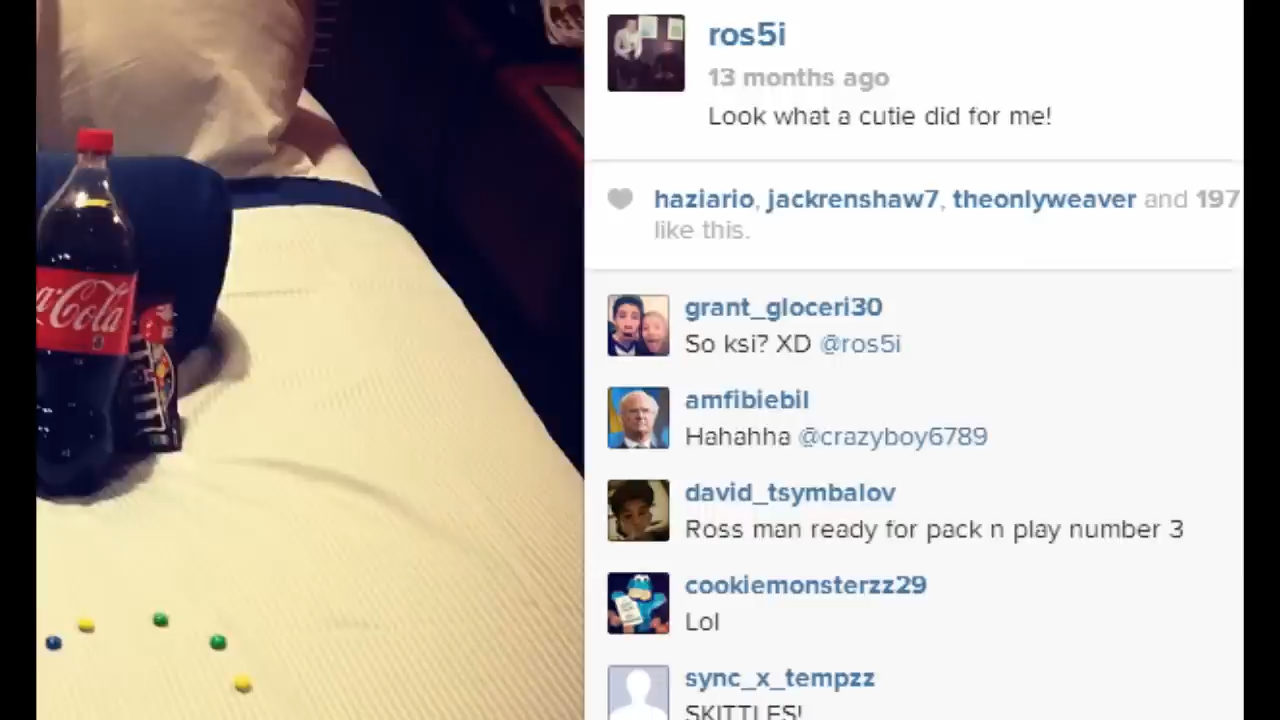 ros5i
13 months ago
Look what a cutie did for me!
haziario, jackrenshaw7, theonlyweaver and 197
like this.
grant_gloceri30
So ksi? XD @ros5i
amfibiebil
Hahahha @crazyboy6789
david_tsymbalov
Ross man ready for pack n play number 3
cookiemonsterzz29
Lol
sync_x_tempzz
SKITTLES!
a-Cola